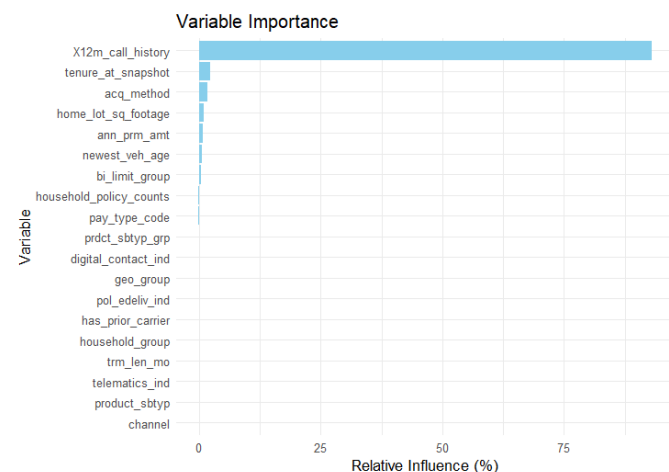 Variable Importance
X12m_call_history
tenure_at_snapshot
acq_method
home_lot_sq_footage
ann_prm_amt
newest_veh_age
bi_limit_group
household_policy_counts
pay_type_code
prdct_sbtyp_grp
digital_contact_ind
geo_group
pol_edeliv_ind
has_prior_carrier
household_group
trm_len_mo
telematics_ind
product_sbtyp
channel
Variable
0 25 50 75
Relative Influence (%)